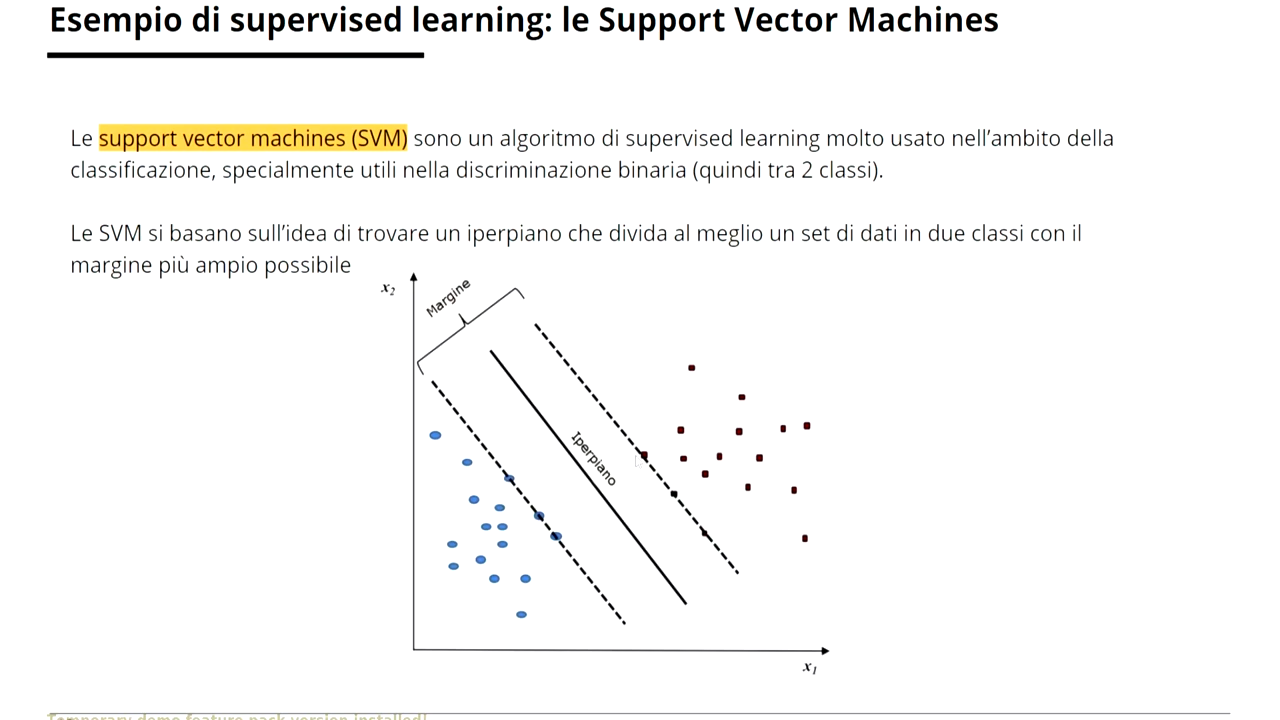 Esempio di supervised learning: le Support Vector Machines
Le support vector machines (SVM) sono un algoritmo di supervised learning molto usato nell'ambito della
classificazione, specialmente utili nella discriminazione binaria (quindi tra 2 classi).
Le SVM si basano sull'idea di trovare un iperpiano che divida al meglio un set di dati in due classi con il
margine più ampio possibile
x2
Margine
Iperpiano
x1
Temporary demo feature pack version installed!